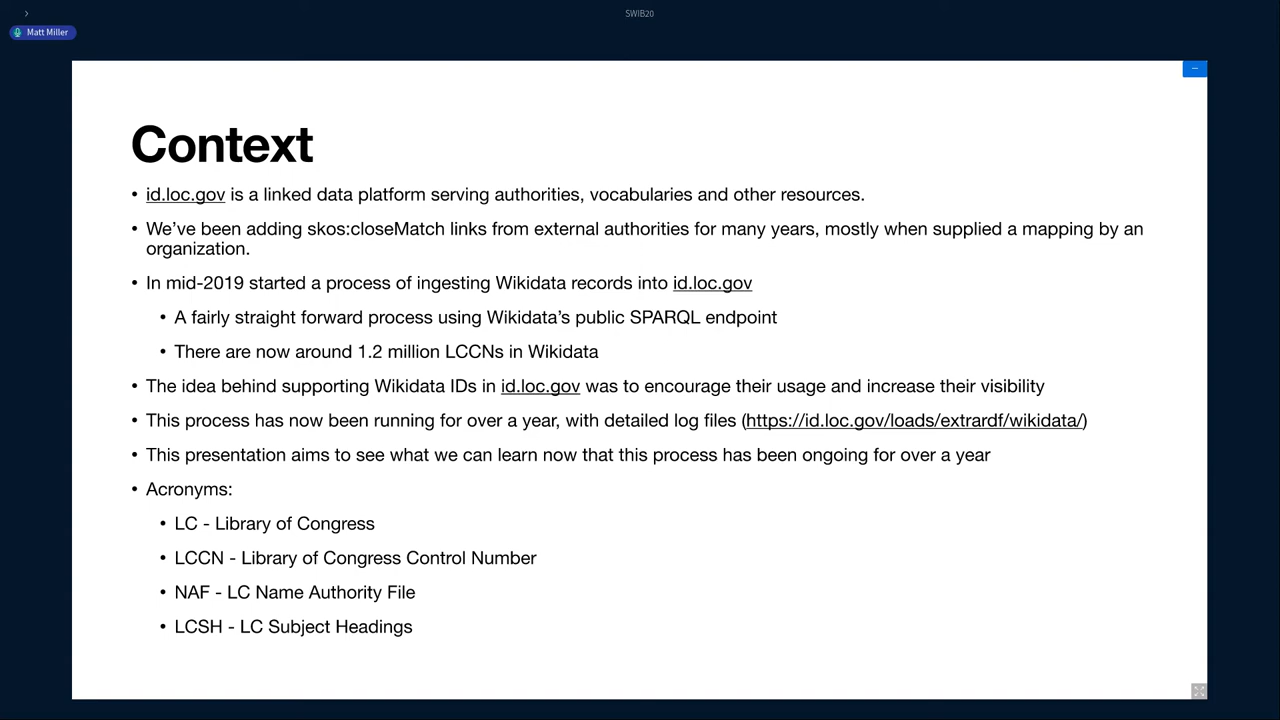 SWIB20
Matt Miller
Context
• id.loc.gov is a linked data platform serving authorities, vocabularies and other resources.
• We’ve been adding skos:closeMatch links from external authorities for many years, mostly when supplied a mapping by an
organization.
• In mid-2019 started a process of ingesting Wikidata records into id.loc.gov
• A fairly straight forward process using Wikidata’s public SPARQL endpoint
• There are now around 1.2 million LCCNs in Wikidata
• The idea behind supporting Wikidata IDs in id.loc.gov was to encourage their usage and increase their visibility
• This process has now been running for over a year, with detailed log files (https://id.loc.gov/loads/extrardf/wikidata/)
• This presentation aims to see what we can learn now that this process has been ongoing for over a year
• Acronyms:
• LC - Library of Congress
• LCCN - Library of Congress Control Number
• NAF - LC Name Authority File
• LCSH - LC Subject Headings